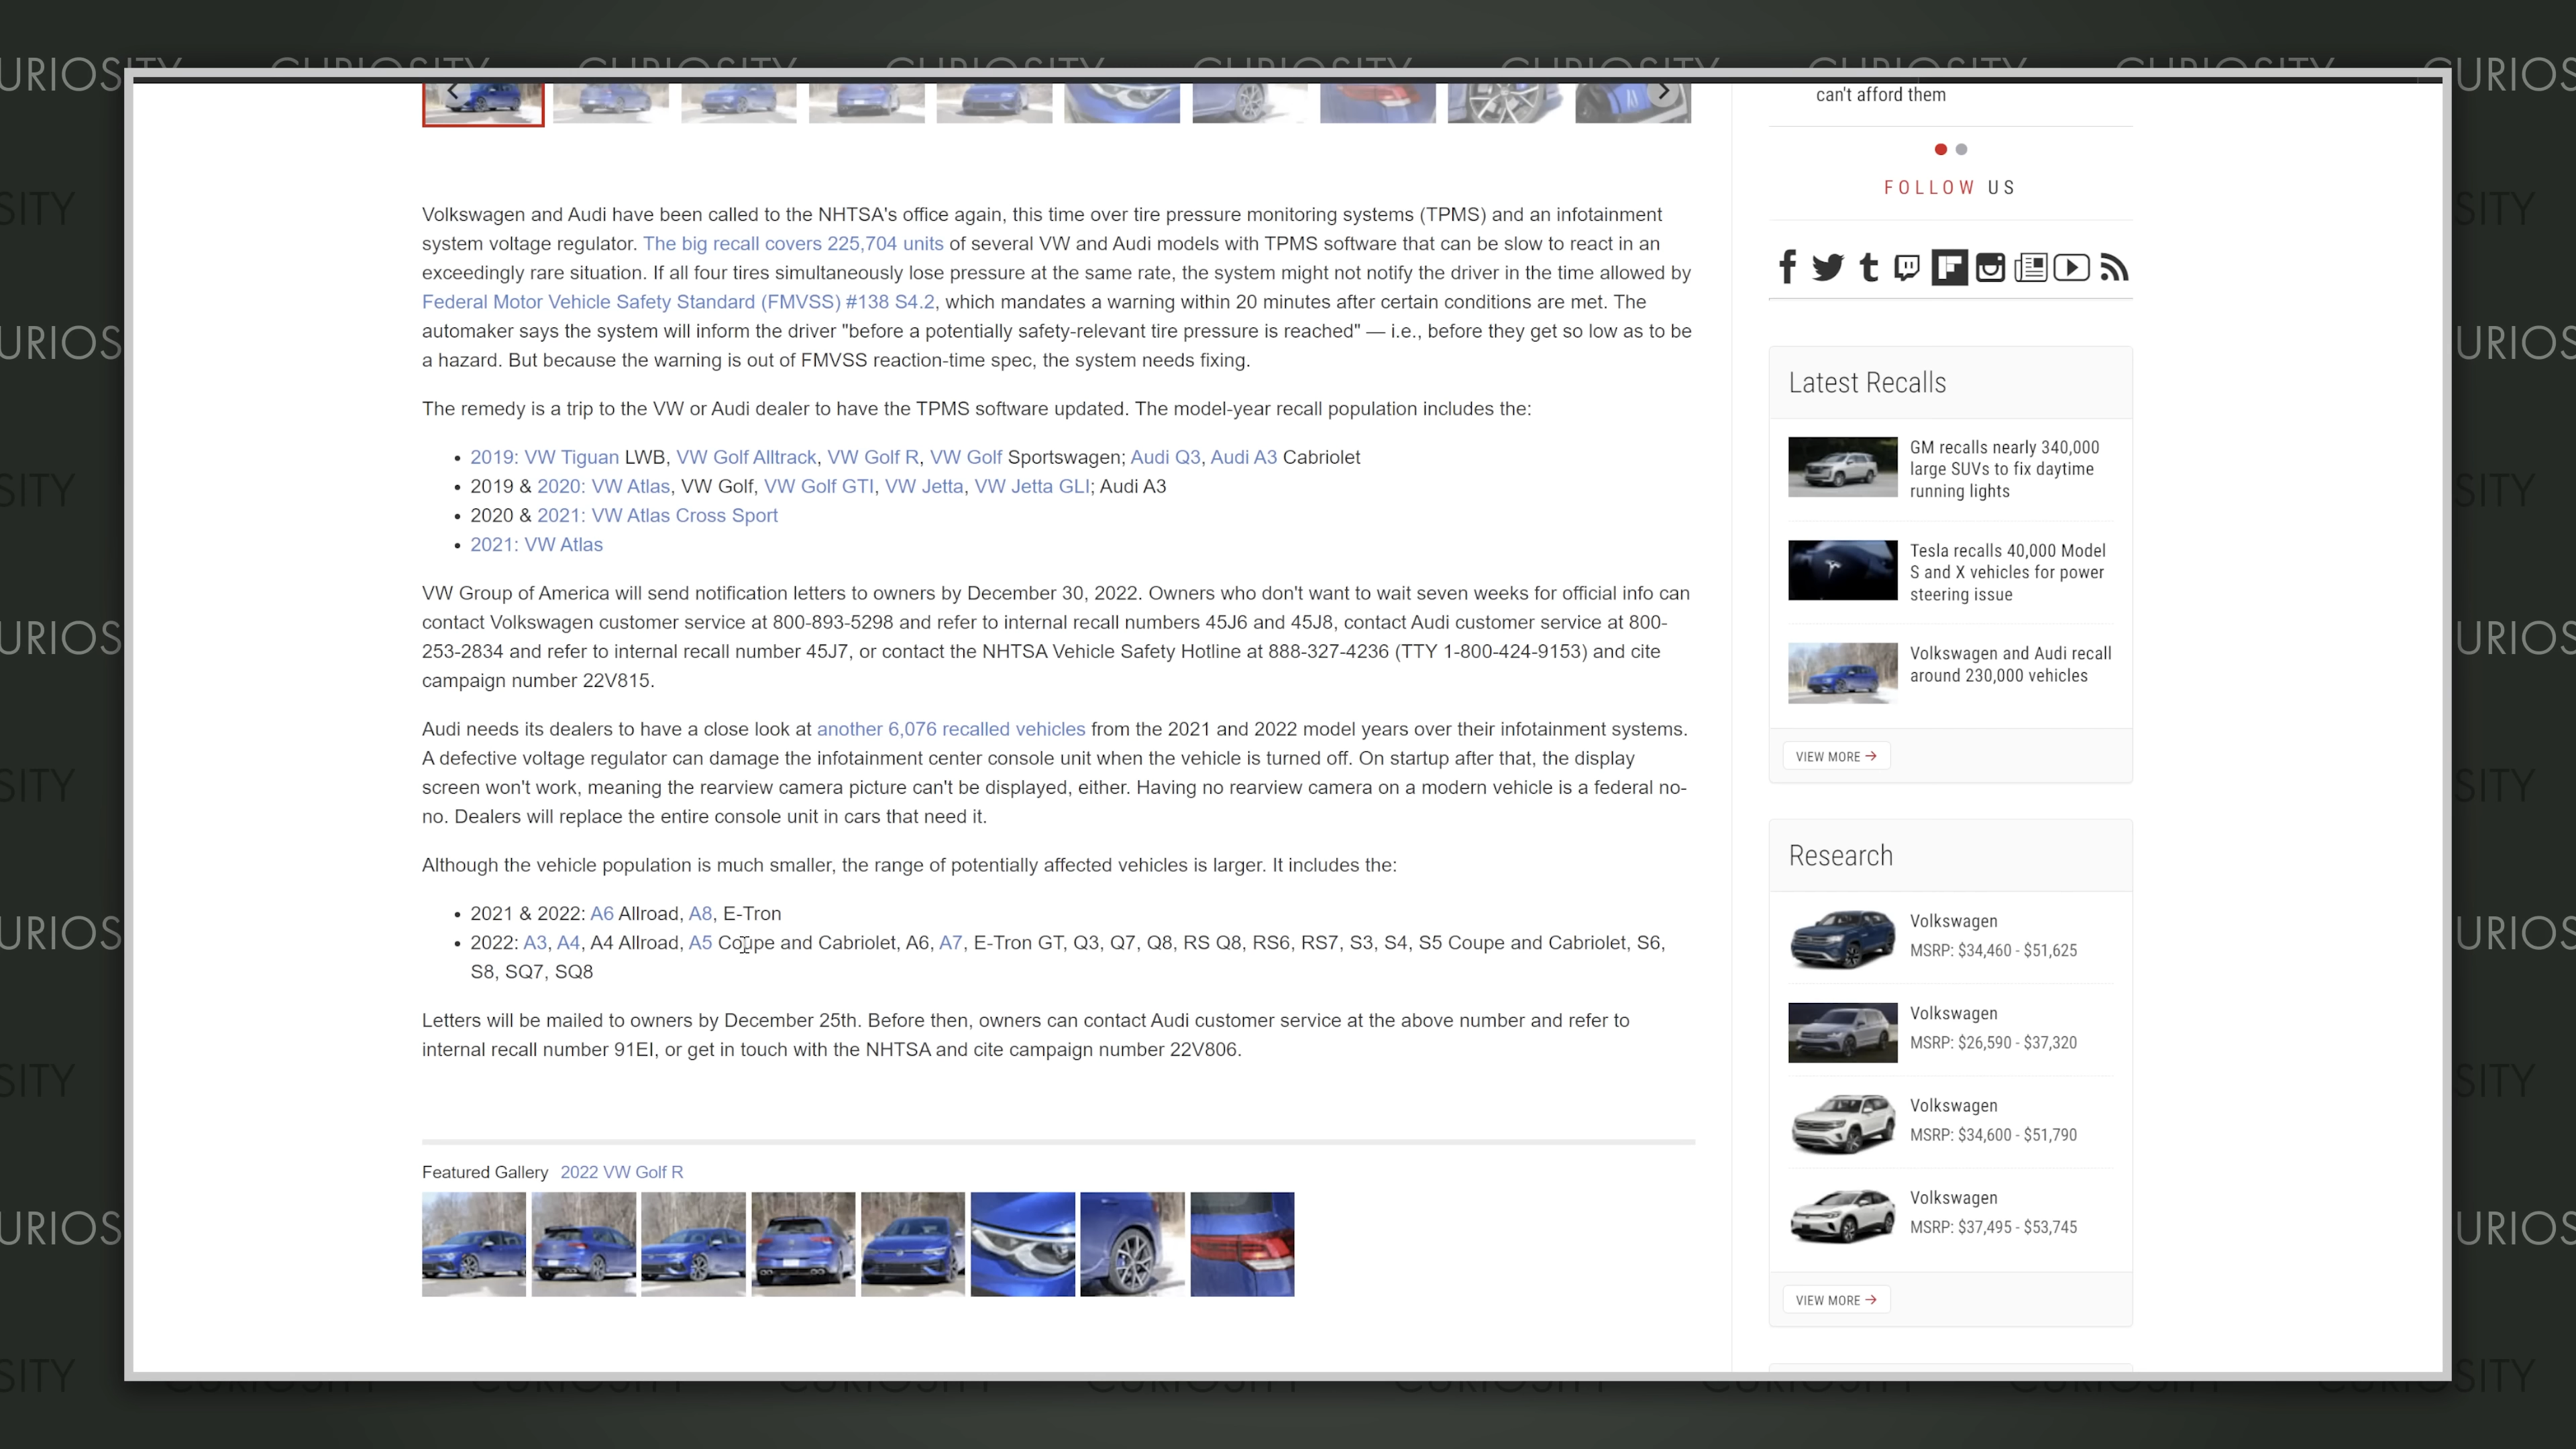 CURIOSITY CURIOSITY CURIOSITY CURIOSITY CURIOSITY CURIOSITY CURIOSITY
can't afford them
FOLLOW US
Volkswagen and Audi have been called to the NHTSA's office again, this time over tire pressure monitoring systems (TPMS) and an infotainment
system voltage regulator. The big recall covers 225,704 units of several VW and Audi models with TPMS software that can be slow to react in an
exceedingly rare situation. If all four tires simultaneously lose pressure at the same rate, the system might not notify the driver in the time allowed by
Federal Motor Vehicle Safety Standard (FMVSS) #138 S4.2, which mandates a warning within 20 minutes after certain conditions are met. The
automaker says the system will inform the driver "before a potentially safety-relevant tire pressure is reached" — i.e., before they get so low as to be
a hazard. But because the warning is out of FMVSS reaction-time spec, the system needs fixing.
The remedy is a trip to the VW or Audi dealer to have the TPMS software updated. The model-year recall population includes the:
• 2019: VW Tiguan LWB, VW Golf Alltrack, VW Golf R, VW Golf Sportswagen; Audi Q3, Audi A3 Cabriolet
• 2019 & 2020: VW Atlas, VW Golf, VW Golf GTI, VW Jetta, VW Jetta GLI; Audi A3
• 2020 & 2021: VW Atlas Cross Sport
• 2021: VW Atlas
VW Group of America will send notification letters to owners by December 30, 2022. Owners who don't want to wait seven weeks for official info can
contact Volkswagen customer service at 800-893-5298 and refer to internal recall numbers 45J6 and 45J8, contact Audi customer service at 800-
253-2834 and refer to internal recall number 45J7, or contact the NHTSA Vehicle Safety Hotline at 888-327-4236 (TTY 1-800-424-9153) and cite
campaign number 22V815.
Audi needs its dealers to have a close look at another 6,076 recalled vehicles from the 2021 and 2022 model years over their infotainment systems.
A defective voltage regulator can damage the infotainment center console unit when the vehicle is turned off. On startup after that, the display
screen won't work, meaning the rearview camera picture can't be displayed, either. Having no rearview camera on a modern vehicle is a federal no-
no. Dealers will replace the entire console unit in cars that need it.
Although the vehicle population is much smaller, the range of potentially affected vehicles is larger. It includes the:
• 2021 & 2022: A6 Allroad, A8, E-Tron
• 2022: A3, A4, A4 Allroad, A5 Coupe and Cabriolet, A6, A7, E-Tron GT, Q3, Q7, Q8, RS Q8, RS6, RS7, S3, S4, S5 Coupe and Cabriolet, S6,
S8, SQ7, SQ8
Letters will be mailed to owners by December 25th. Before then, owners can contact Audi customer service at the above number and refer to
internal recall number 91EI, or get in touch with the NHTSA and cite campaign number 22V806.
Featured Gallery 2022 VW Golf R
Latest Recalls
GM recalls nearly 340,000
large SUVs to fix daytime
running lights
Tesla recalls 40,000 Model
S and X vehicles for power
steering issue
Volkswagen and Audi recall
around 230,000 vehicles
VIEW MORE →
Research
Volkswagen
MSRP: $34,460 - $51,625
Volkswagen
MSRP: $26,590 - $37,320
Volkswagen
MSRP: $34,600 - $51,790
Volkswagen
MSRP: $37,495 - $53,745
VIEW MORE →